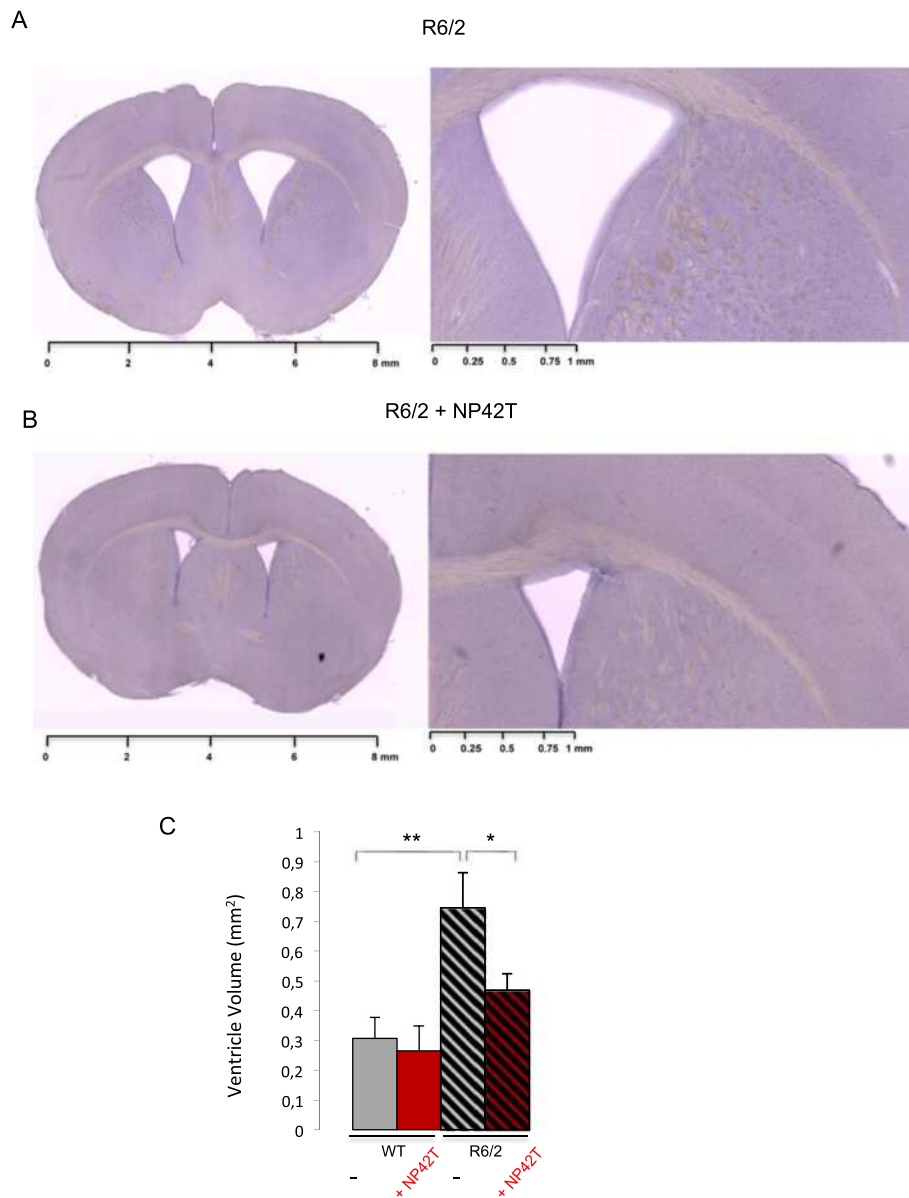 A
R6/2
0 2 4 6 8 mm
0 0.25 0.5 0.75 1 mm
B
R6/2 + NP42T
0 2 4 6 8 mm
0 0.25 0.5 0.75 1 mm
C
Ventricle Volume (mm²)
1
0,9
0,8
0,7
0,6
0,5
0,4
0,3
0,2
0,1
0
** *
WT R6/2
- + NP42T - + NP42T